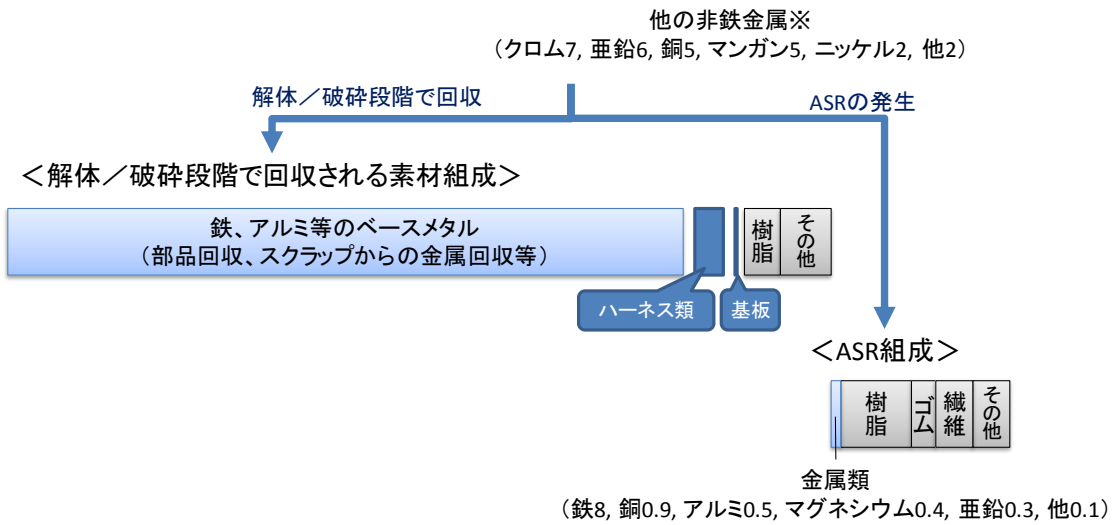 他の非鉄金属※
（クロム7, 亜鉛6, 銅5, マンガン5, ニッケル2, 他2）
解体／破砕段階で回収
ASRの発生
＜解体／破砕段階で回収される素材組成＞
鉄、アルミ等のベースメタル
（部品回収、スクラップからの金属回収等）
樹脂
その他
ハーネス類
基板
＜ASR組成＞
樹脂
ゴム
繊維
その他
金属類
（鉄8, 銅0.9, アルミ0.5, マグネシウム0.4, 亜鉛0.3, 他0.1）